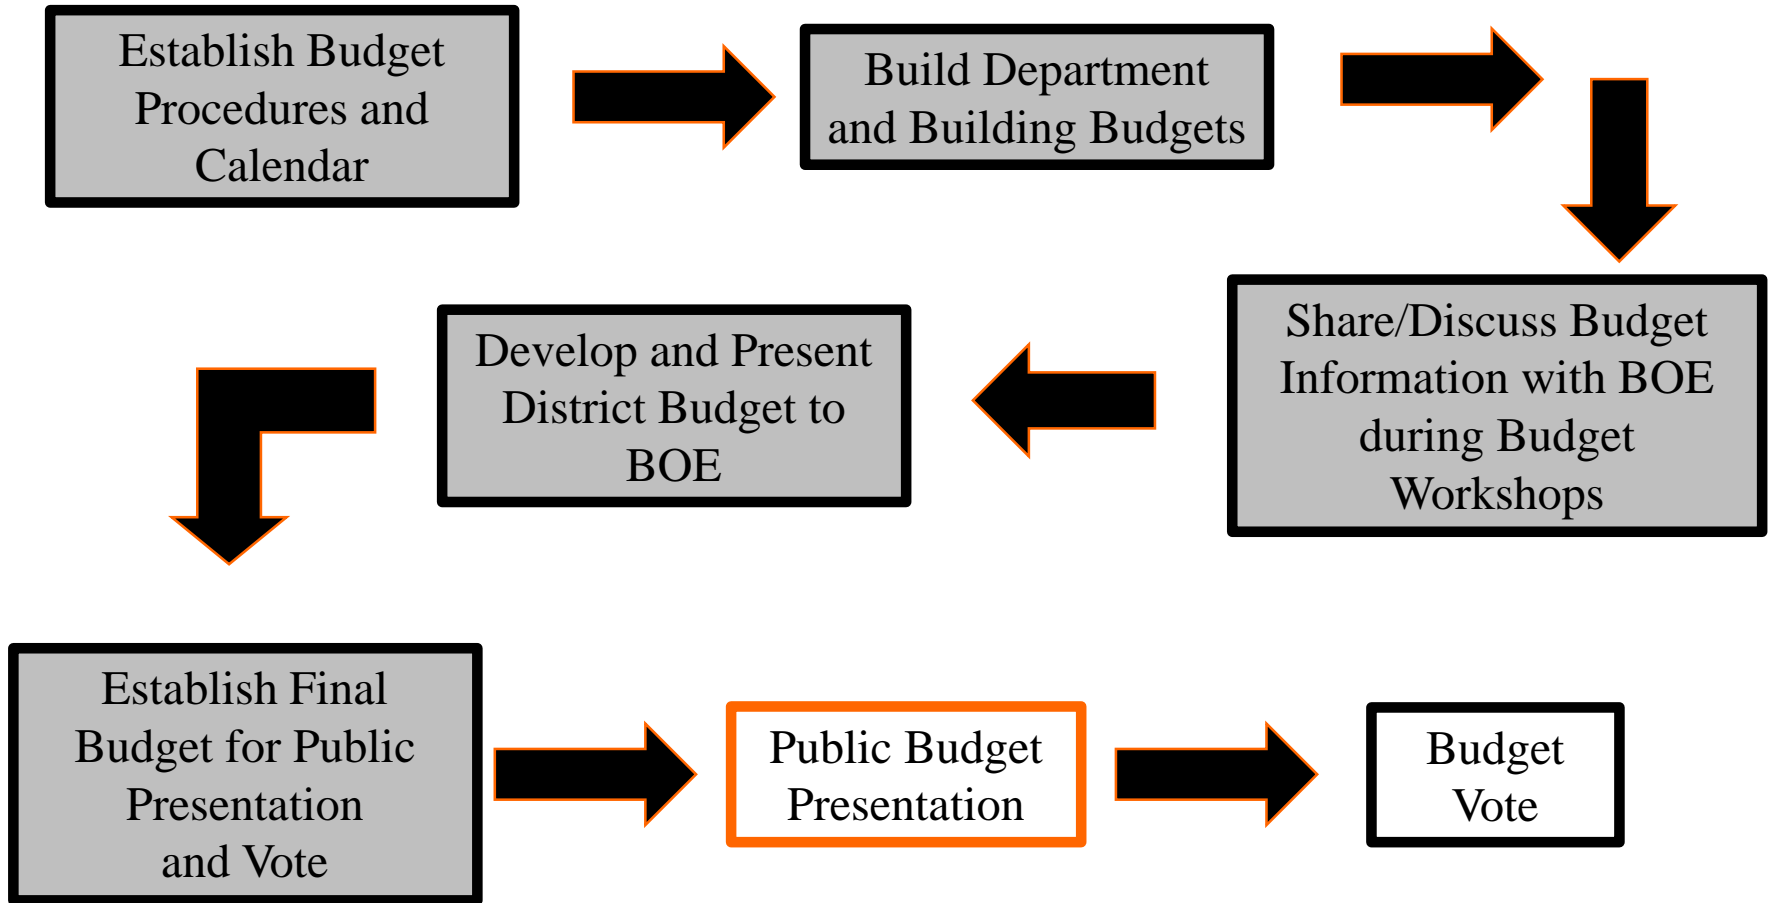 Establish Budget
Procedures and
Calendar
Build Department
and Building Budgets
Share/Discuss Budget
Information with BOE
during Budget
Workshops
Develop and Present
District Budget to
BOE
Establish Final
Budget for Public
Presentation
and Vote
Public Budget
Presentation
Budget
Vote